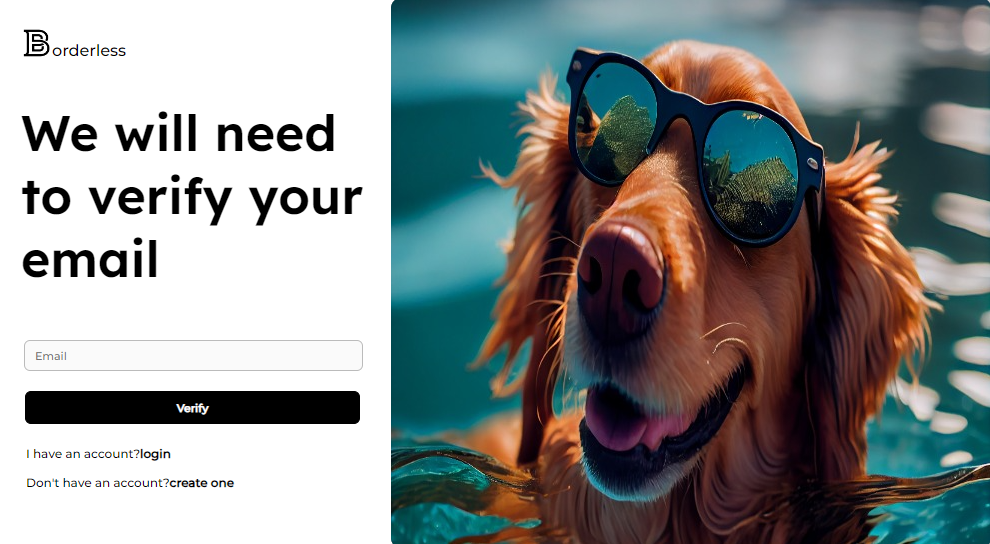 Borderless
We will need
to verify your
email
Email
Verify
I have an account?login
Don't have an account?create one